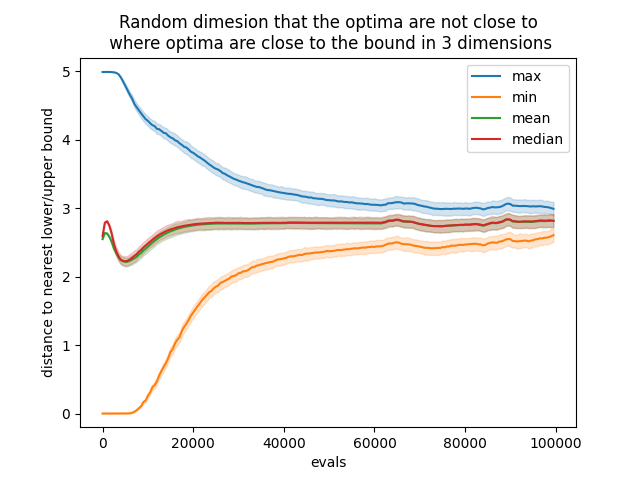 Random dimesion that the optima are not close to
where optima are close to the bound in 3 dimensions
max
min
mean
median
distance to nearest lower/upper bound
5
4
3
2
1
0
0
20000
40000
60000
80000
100000
evals